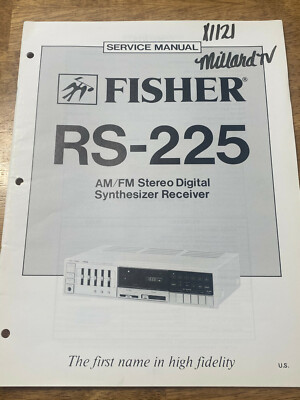 X1121
Millard TV
SERVICE MANUAL
FISHER®
RS-225
AM/FM Stereo Digital
Synthesizer Receiver
The first name in high fidelity
U.S.